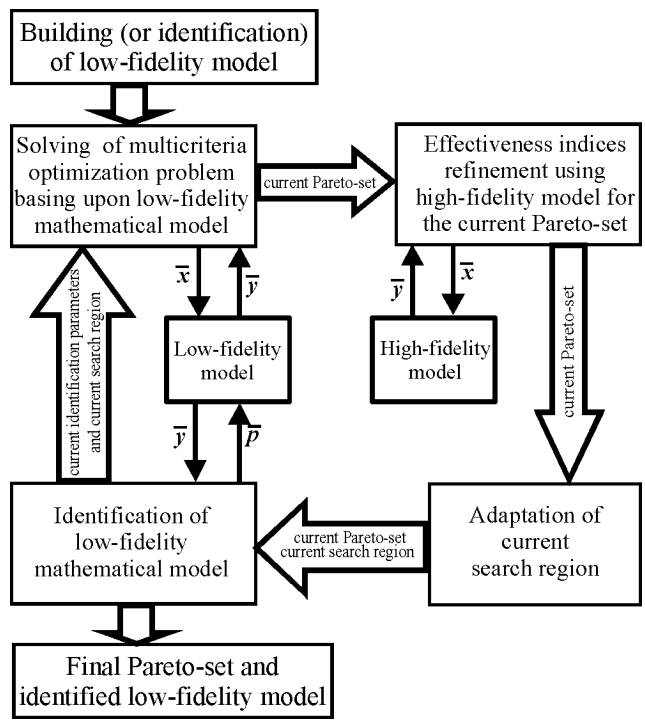 Building (or identification)
of low-fidelity model
Solving of multicriteria
optimization problem
basing upon low-fidelity
mathematical model
current Pareto-set
Effectiveness indices
refinement using
high-fidelity model for
the current Pareto-set
x̅
y̅
y̅
x̅
current identification parameters
and current search region
Low-fidelity
model
High-fidelity
model
current Pareto-set
y̅
p̅
Identification of
low-fidelity
mathematical model
current Pareto-set
current search region
Adaptation of
current
search region
Final Pareto-set and
identified low-fidelity model